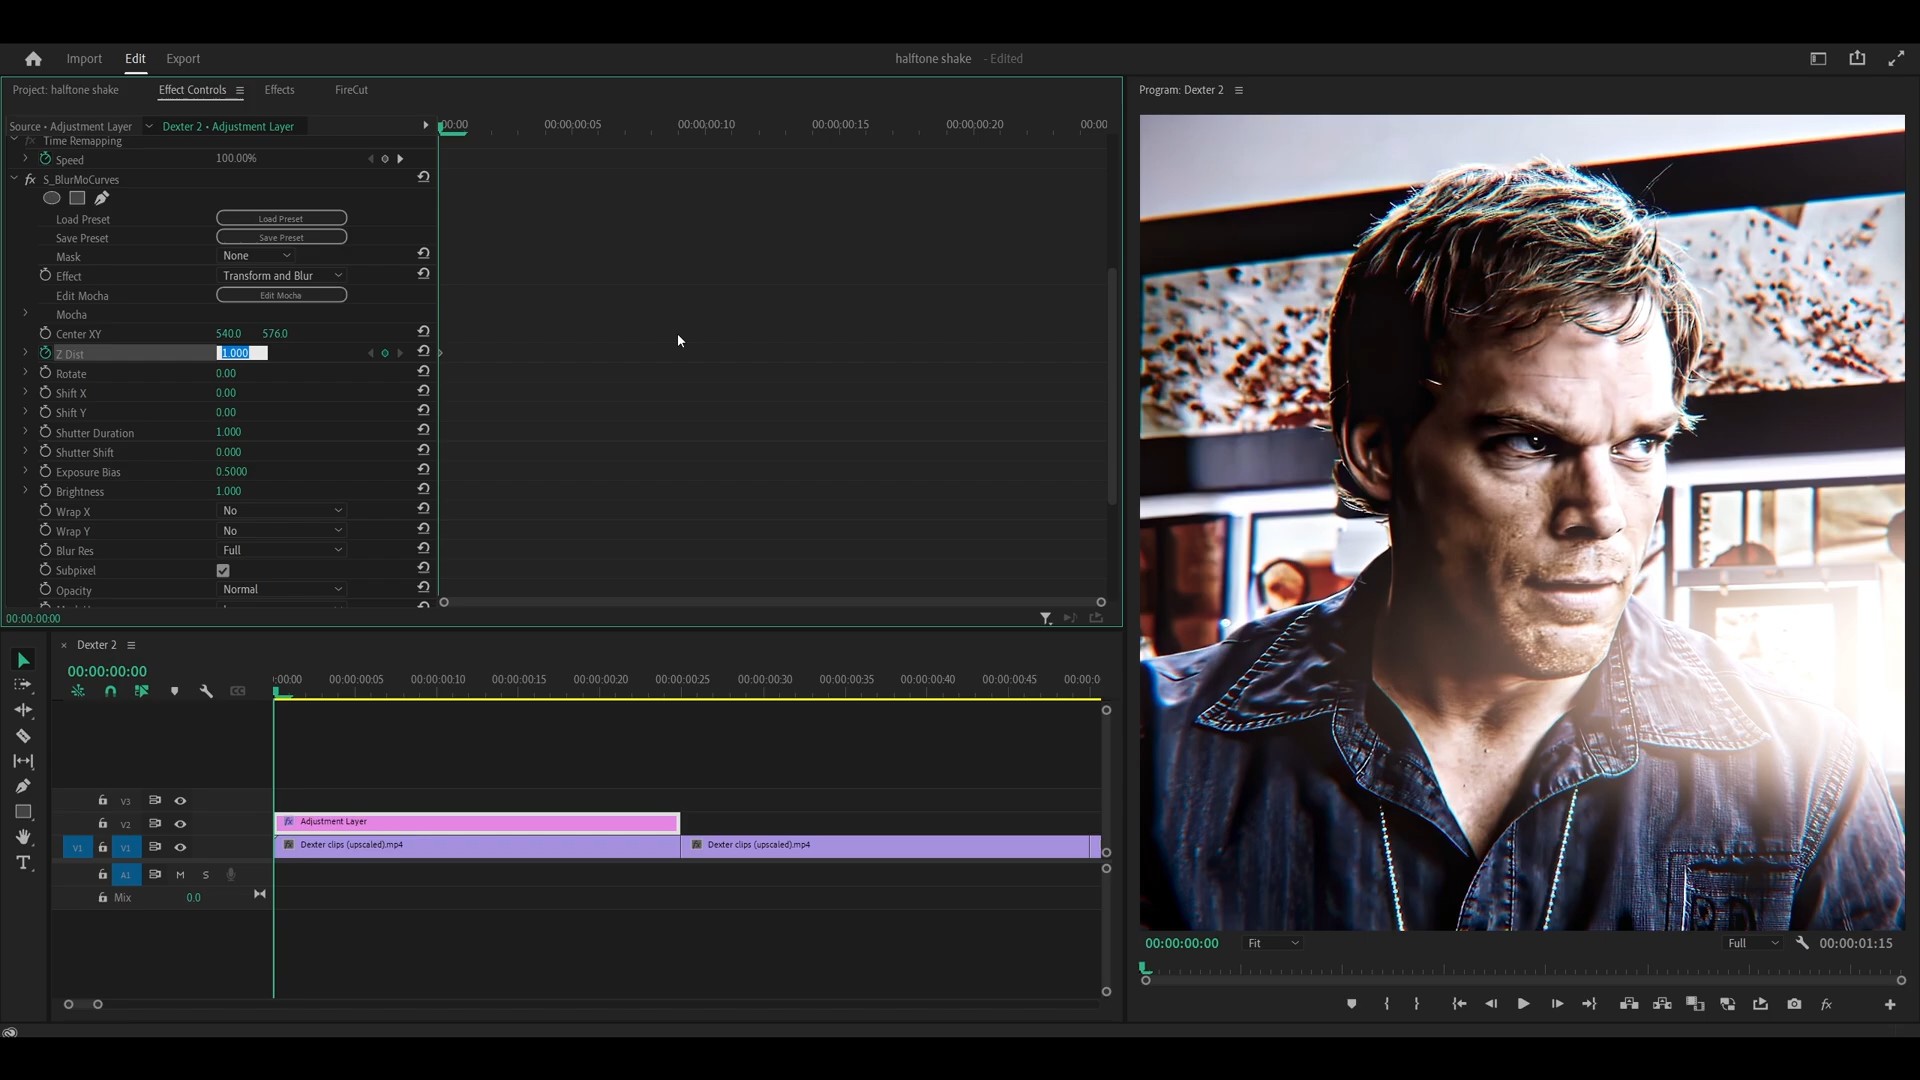 Import Edit Export halftone shake - Edited
Project: halftone shake Effect Controls Effects FireCut Program: Dexter 2
Source • Adjustment Layer Dexter 2 • Adjustment Layer :00:00 00:00:00:05 00:00:00:10 00:00:00:15 00:00:00:20 00:00
fx Time Remapping
Speed 100.00%
fx S_BlurMoCurves
Load Preset Load Preset
Save Preset Save Preset
Mask None
Effect Transform and Blur
Edit Mocha Edit Mocha
Mocha
Center XY 540.0 576.0
Z Dist 1.000
Rotate 0.00
Shift X 0.00
Shift Y 0.00
Shutter Duration 1.000
Shutter Shift 0.000
Exposure Bias 0.5000
Brightness 1.000
Wrap X No
Wrap Y No
Blur Res Full
Subpixel
Opacity Normal
00:00:00:00
× Dexter 2
00:00:00:00
:00:00 00:00:00:05 00:00:00:10 00:00:00:15 00:00:00:20 00:00:00:25 00:00:00:30 00:00:00:35 00:00:00:40 00:00:00:45 00:00:0
CC
V3
V2 fx Adjustment Layer
V1 V1 fx Dexter clips (upscaled).mp4 fx Dexter clips (upscaled).mp4
A1 M S
Mix 0.0
00:00:00:00 Fit Full 00:00:01:15
fx